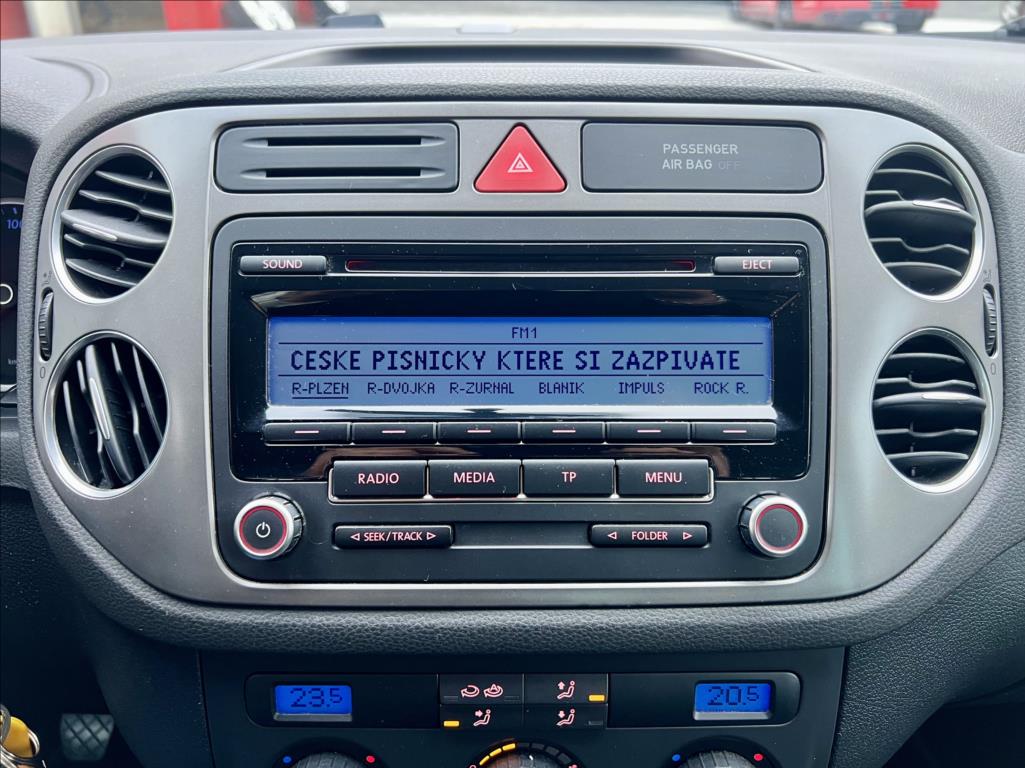 PASSENGER
AIR BAG OFF
100
SOUND
EJECT
FM1
CESKE PISNICKY KTERE SI ZAZPIVATE
R-PLZEN R-DVOJKA R-ZURNAL BLANIK IMPULS ROCK R.
RADIO MEDIA TP MENU
SEEK/TRACK FOLDER
23.5 20.5